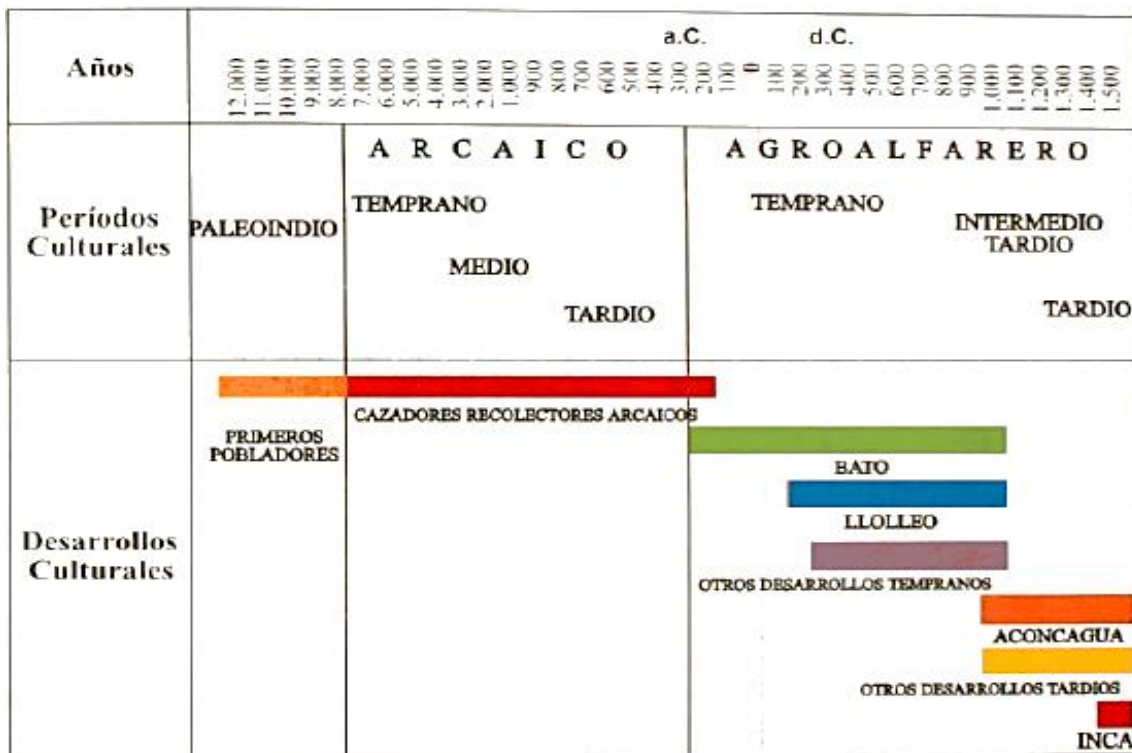 a.C. d.C.
Años
12.000 11.000 10.000 9.000 8.000 7.000 6.000 5.000 4.000 3.000 2.000 1.000 900 800 700 600 500 400 300 200 100 0 100 200 300 400 500 600 700 800 900 1.000 1.100 1.200 1.300 1.400 1.500
Períodos
Culturales
PALEOINDIO
ARCAICO
TEMPRANO
MEDIO
TARDIO
AGROALFARERO
TEMPRANO
INTERMEDIO
TARDIO
TARDIO
Desarrollos
Culturales
PRIMEROS
POBLADORES
CAZADORES RECOLECTORES ARCAICOS
BATO
LLOLLEO
OTROS DESARROLLOS TEMPRANOS
ACONCAGUA
OTROS DESARROLLOS TARDIOS
INCA